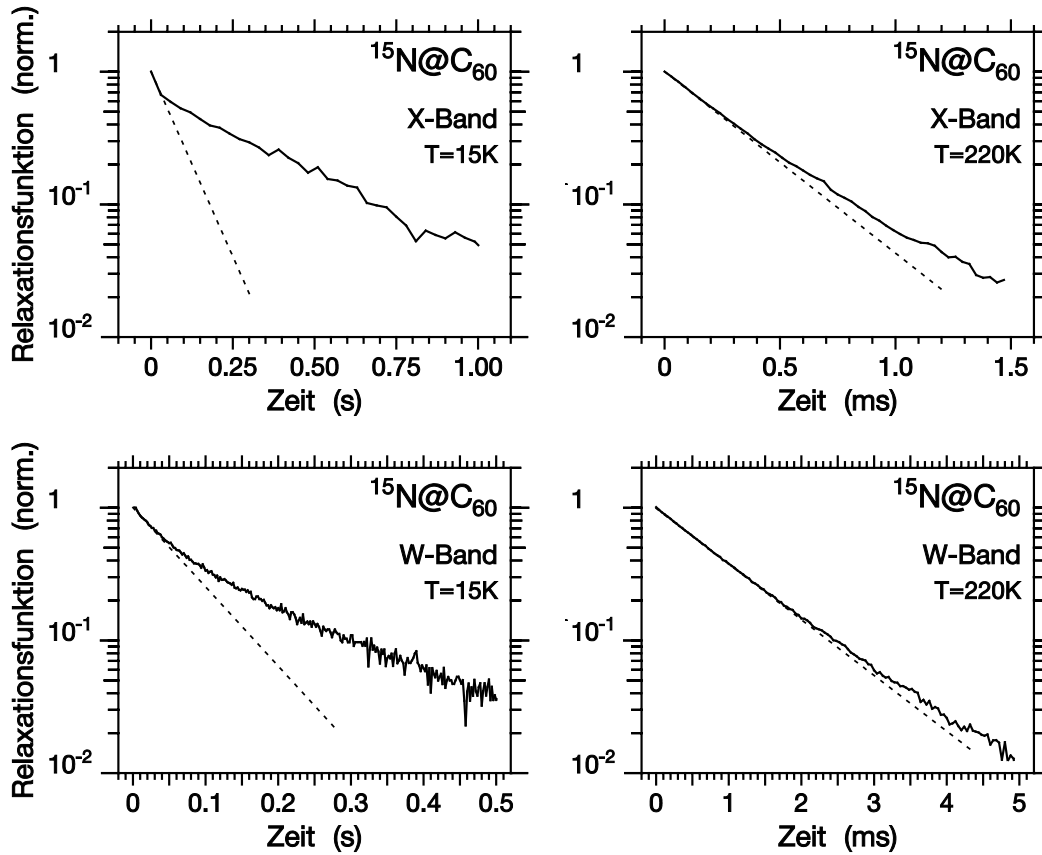 Relaxationsfunktion (norm.)
1
10⁻¹
10⁻²
¹⁵N@C₆₀
X-Band
T=15K
0 0.25 0.50 0.75 1.00
Zeit (s)
1
10⁻¹
10⁻²
¹⁵N@C₆₀
X-Band
T=220K
0 0.5 1.0 1.5
Zeit (ms)
Relaxationsfunktion (norm.)
1
10⁻¹
10⁻²
¹⁵N@C₆₀
W-Band
T=15K
0 0.1 0.2 0.3 0.4 0.5
Zeit (s)
1
10⁻¹
10⁻²
¹⁵N@C₆₀
W-Band
T=220K
0 1 2 3 4 5
Zeit (ms)